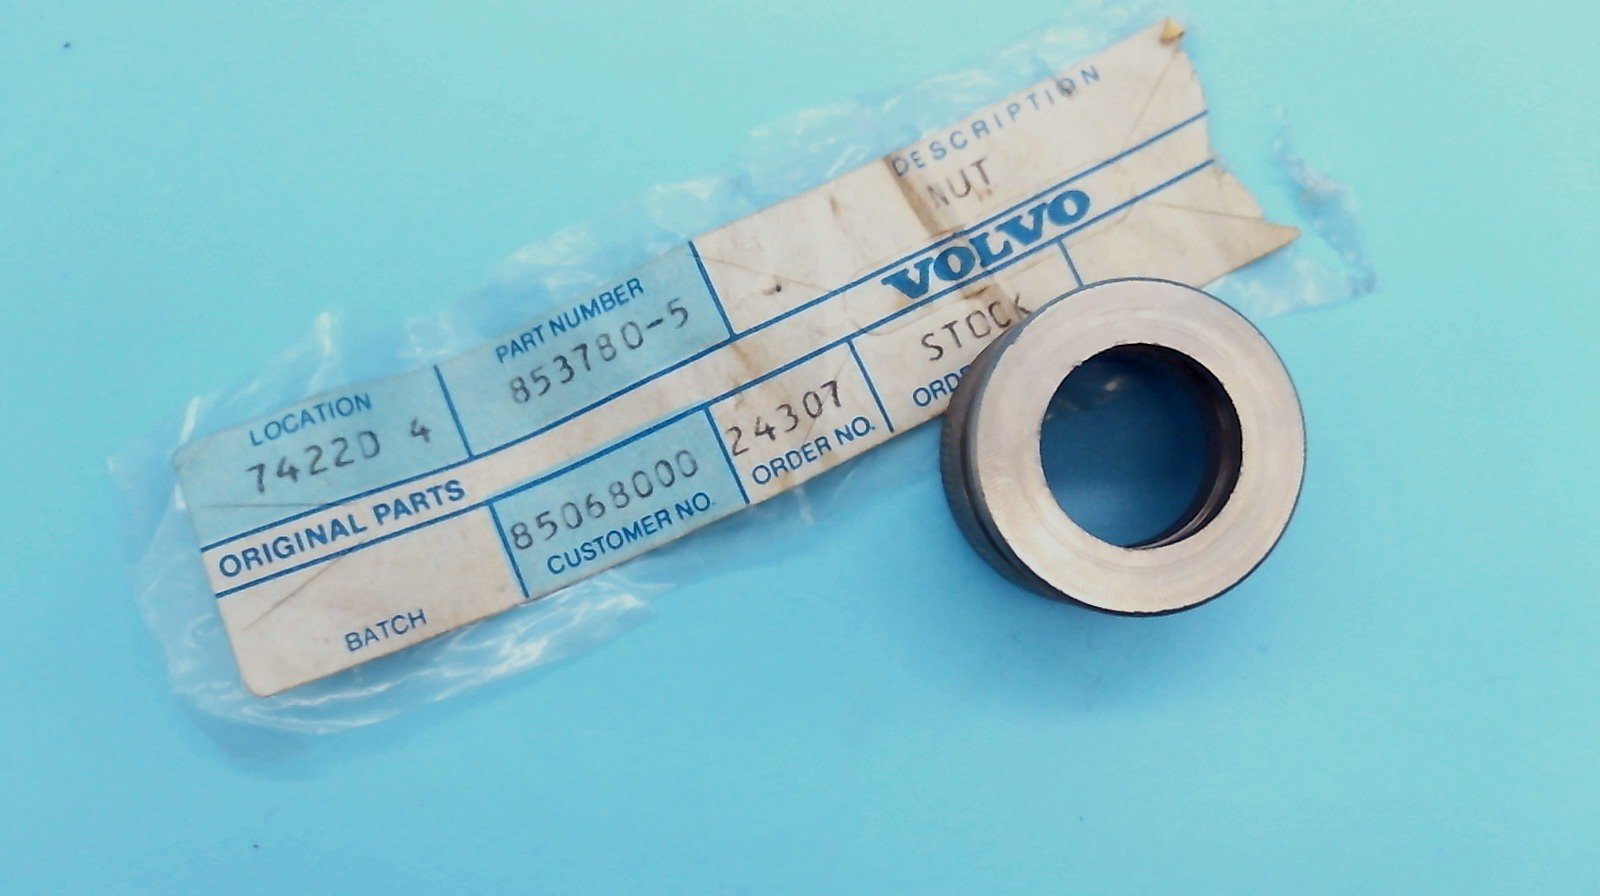 LOCATION
74220 4
PART NUMBER
853780-5
DESCRIPTION
NUT
ORIGINAL PARTS
VOLVO
BATCH
85068000
CUSTOMER NO.
24307
ORDER NO.
STOCK